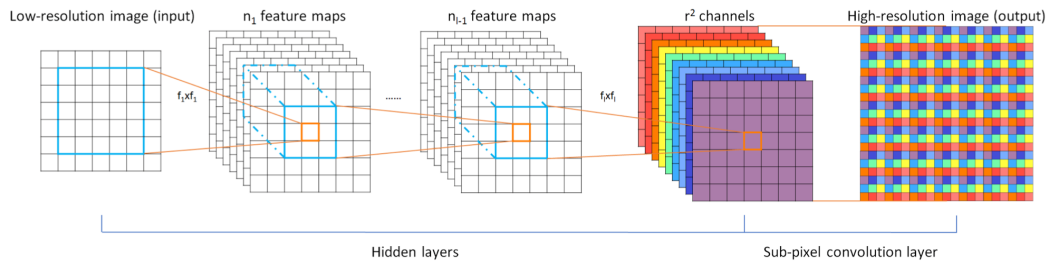 Low-resolution image (input)
n₁ feature maps
nₗ₋₁ feature maps
r² channels
High-resolution image (output)
f₁xf₁
......
fₗxfₗ
Hidden layers
Sub-pixel convolution layer